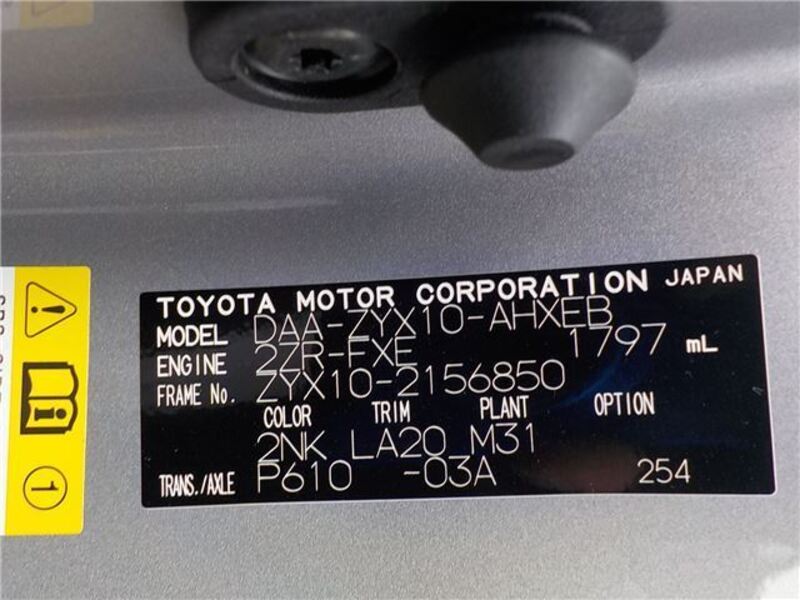 TOYOTA MOTOR CORPORATION JAPAN
MODEL DAA-ZYX10-AHXEB
ENGINE 2ZR-FXE 1797 mL
FRAME No. ZYX10-2156850
COLOR TRIM PLANT OPTION
2NK LA20 M31
TRANS./AXLE P610 -03A 254
1